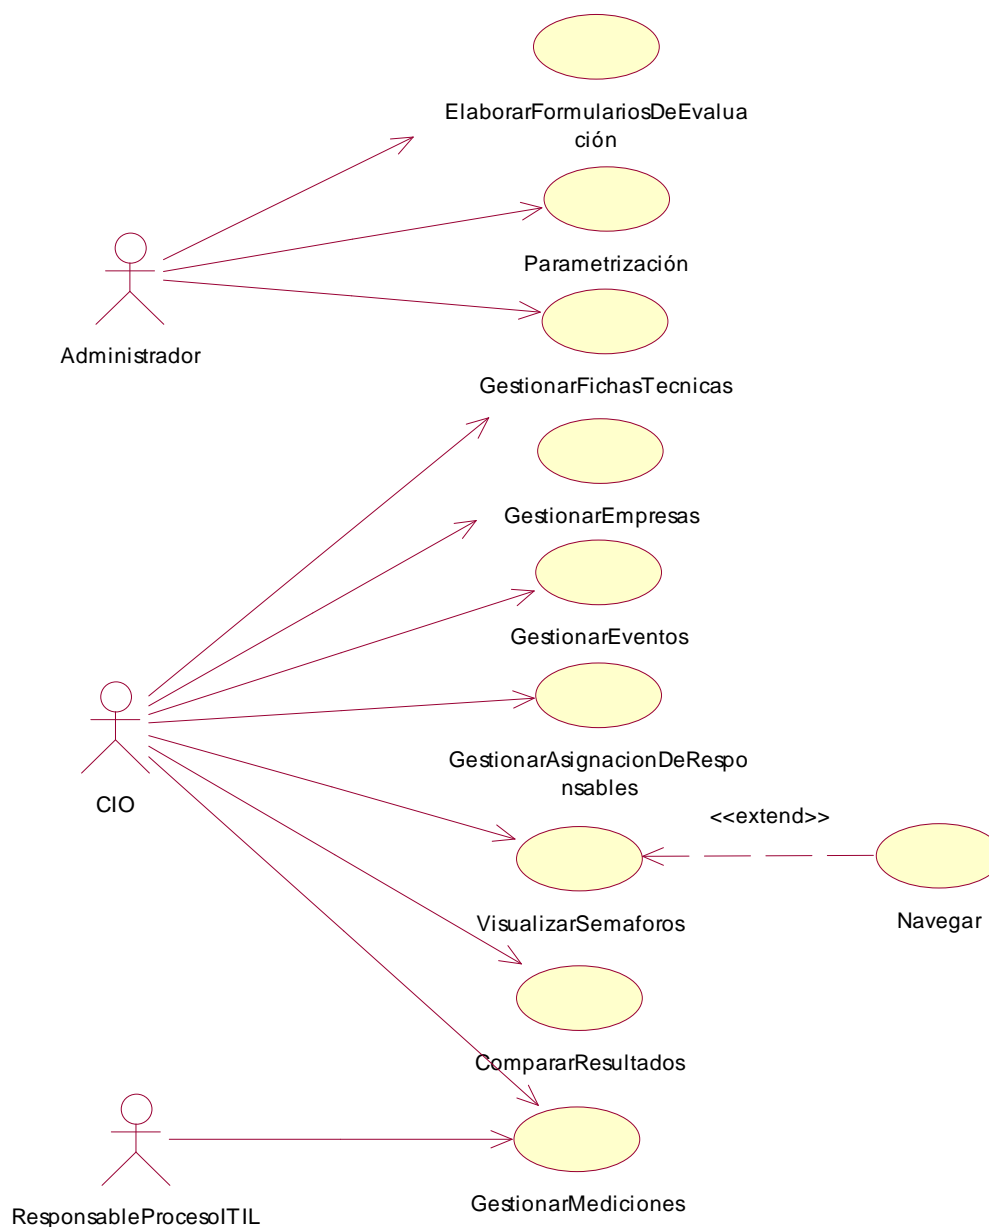 ElaborarFormulariosDeEvalua
ción
Parametrización
Administrador
GestionarFichasTecnicas
GestionarEmpresas
GestionarEventos
GestionarAsignacionDeRespo
nsables
CIO
<<extend>>
VisualizarSemaforos
Navegar
CompararResultados
GestionarMediciones
ResponsableProcesoITIL